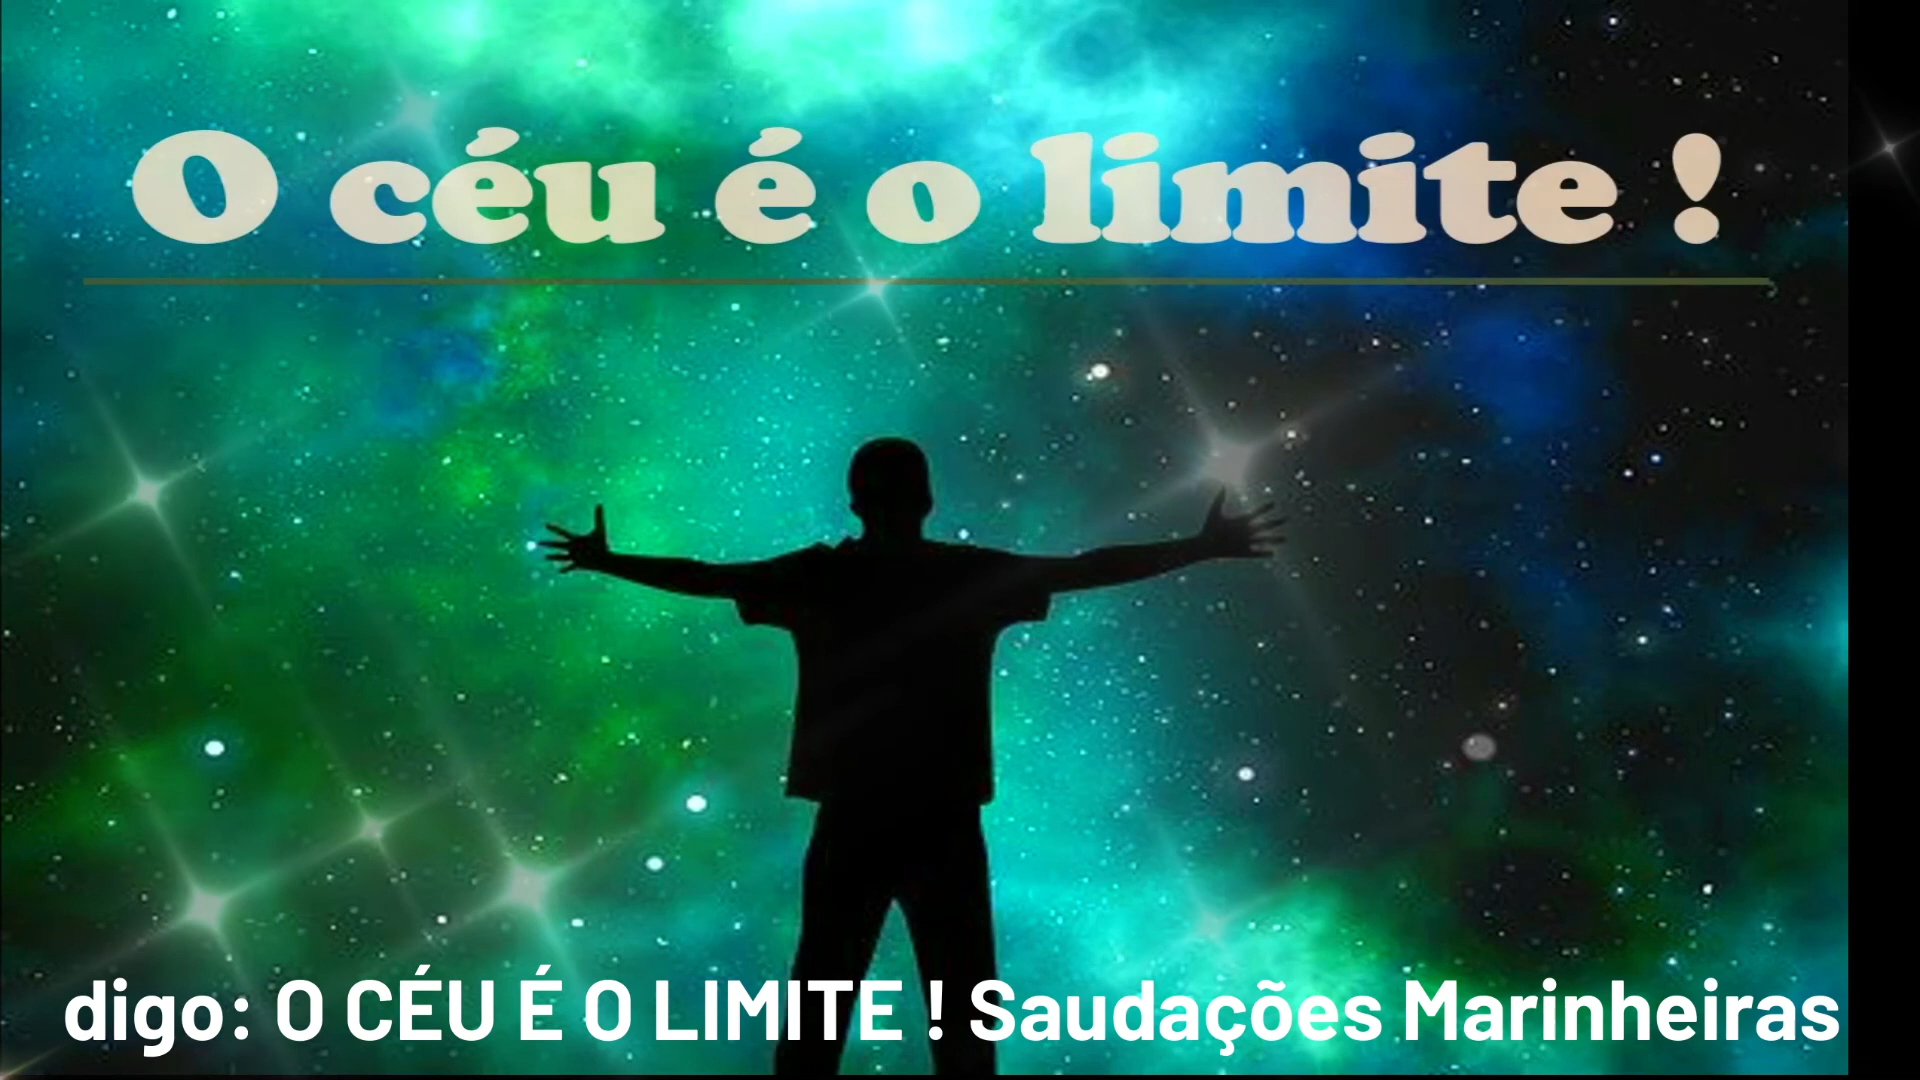 O céu é o limite !
digo: O CÉU É O LIMITE ! Saudações Marinheiras